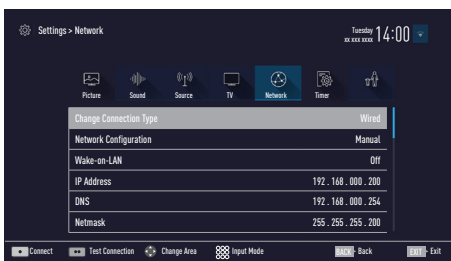 Settings > Network
Tuesday
xx xxx xxxx
14:00
Picture
Sound
Source
TV
Network
Timer
Change Connection Type Wired
Network Configuration Manual
Wake-on-LAN Off
IP Address 192 . 168 . 000 . 200
DNS 192 . 168 . 000 . 254
Netmask 255 . 255 . 255 . 200
Connect Test Connection Change Area Input Mode BACK - Back EXIT - Exit